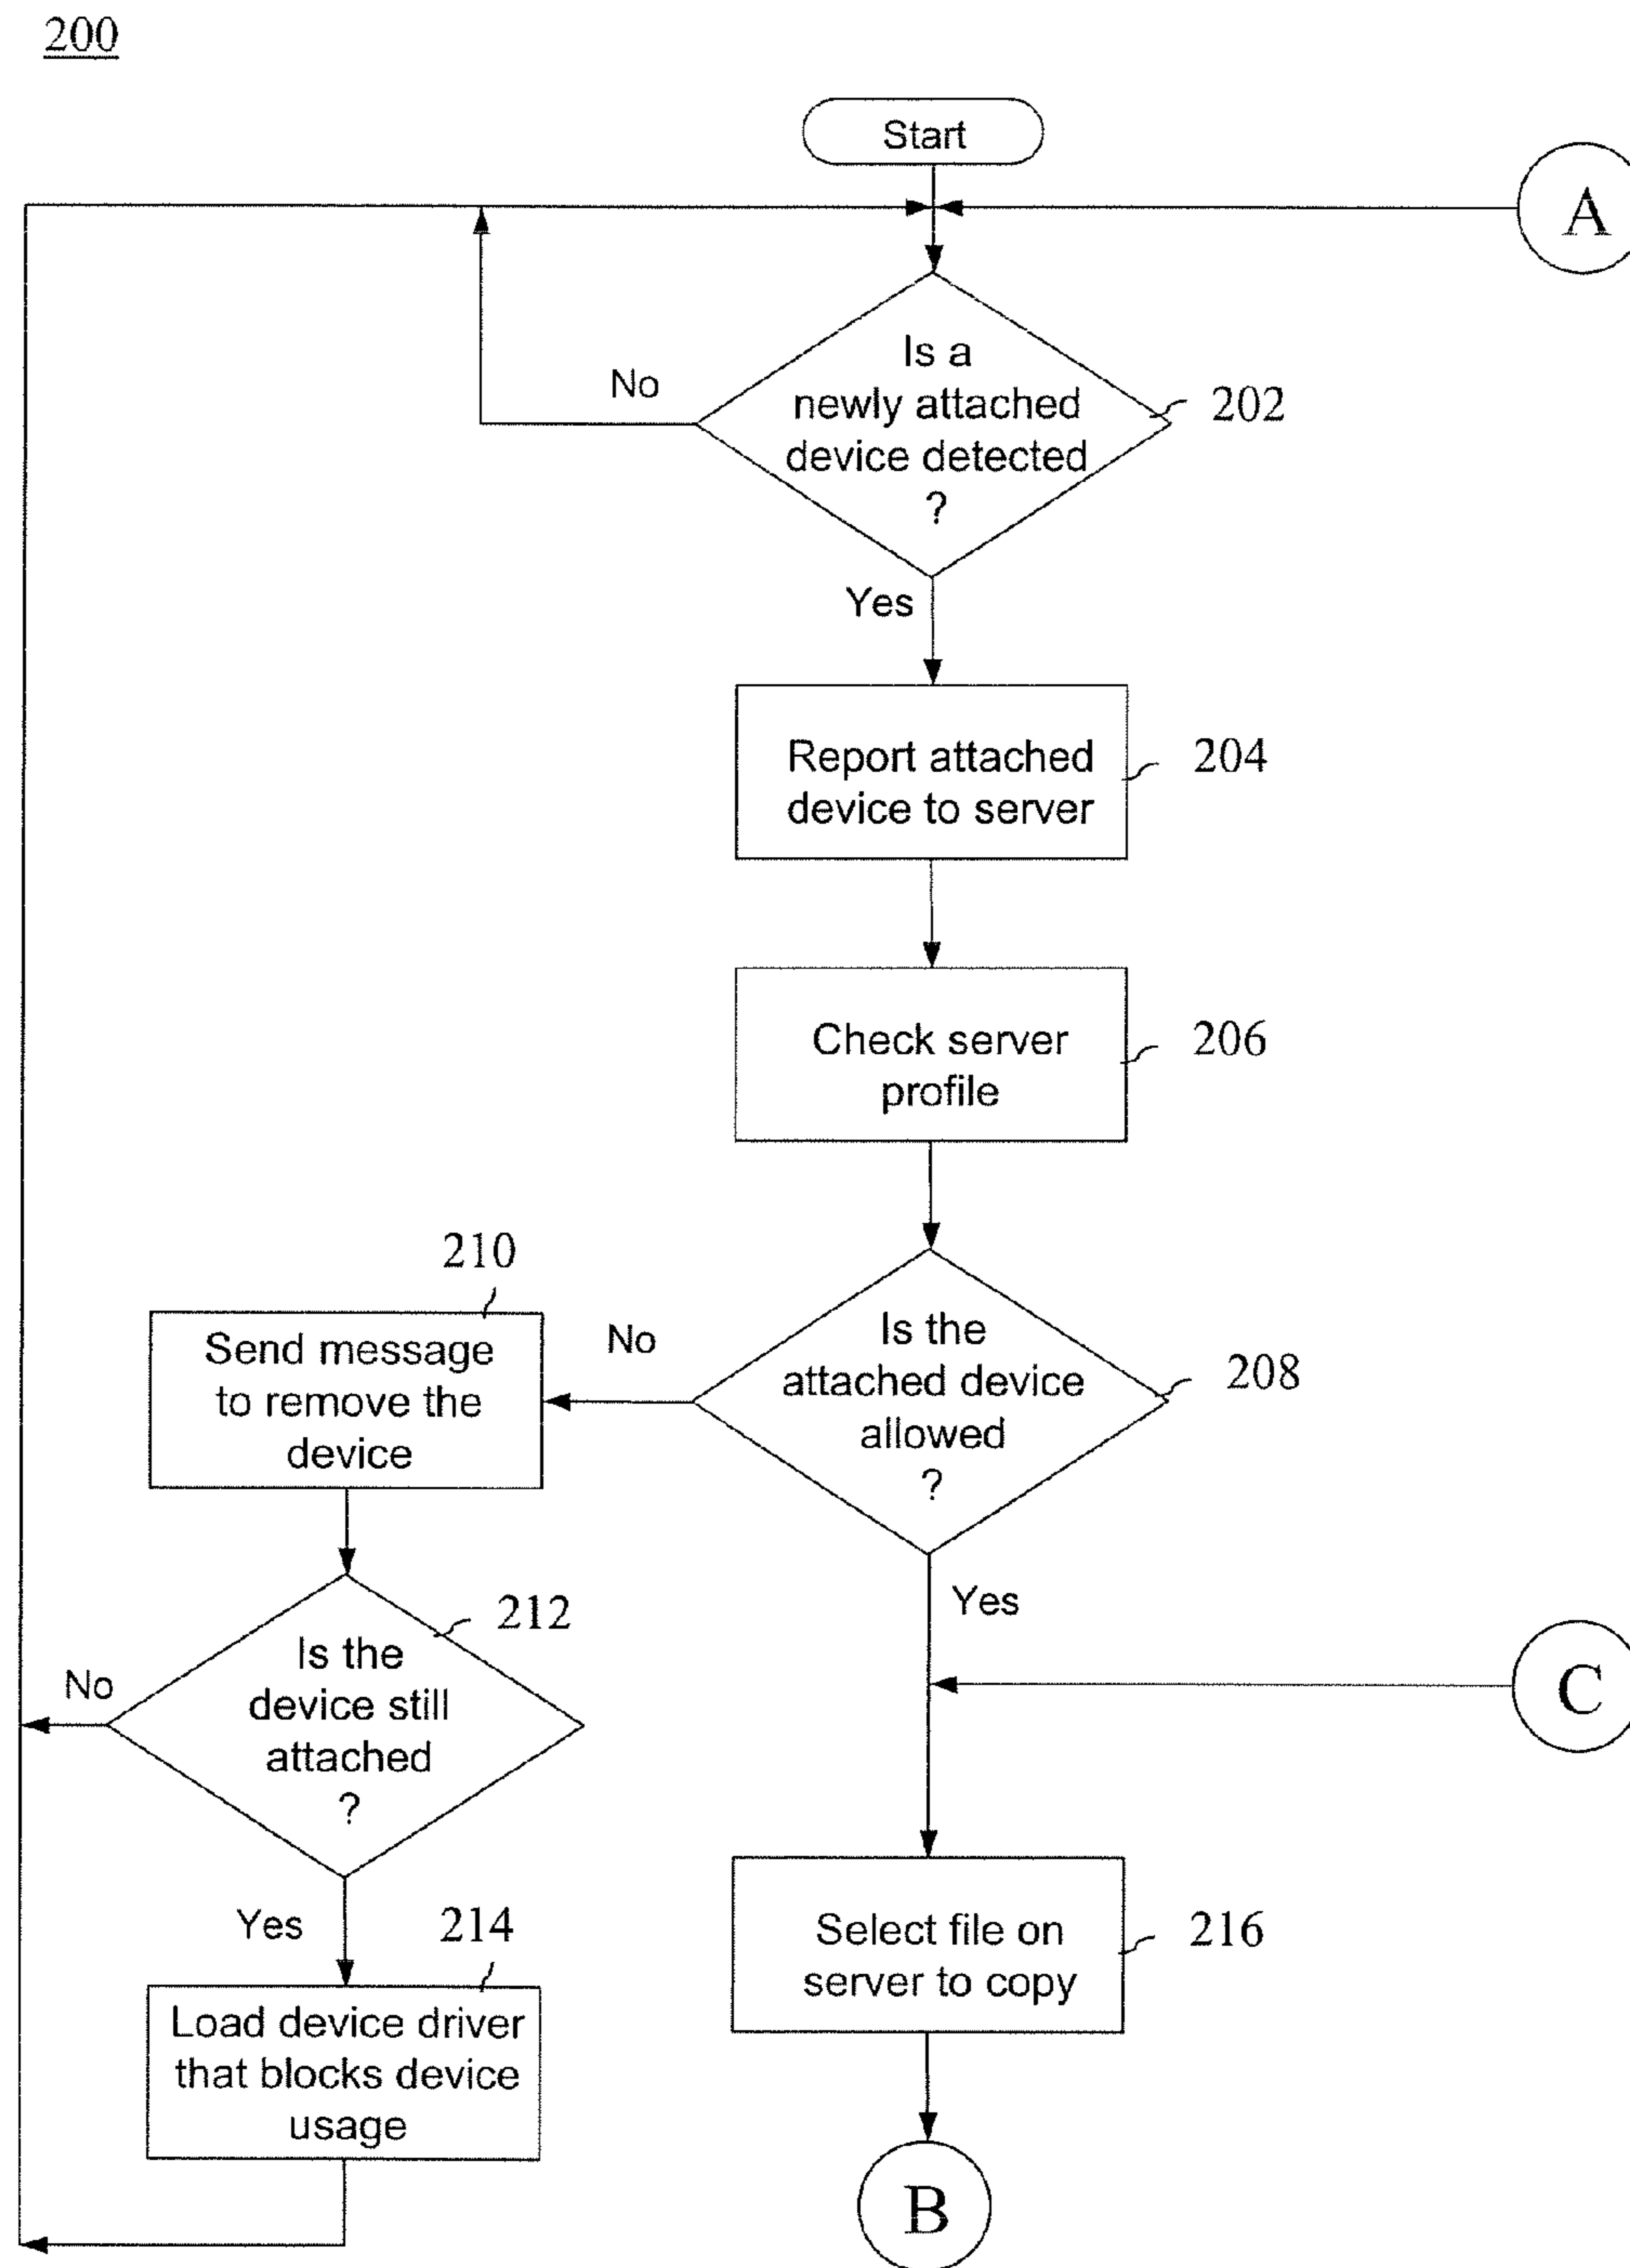 200
Start
A
Is a
newly attached
device detected
?
202
No
Yes
Report attached
device to server
204
Check server
profile
206
Is the
attached device
allowed
?
208
No
Yes
210
Send message
to remove the
device
212
Is the
device still
attached
?
No
Yes
C
214
Load device driver
that blocks device
usage
Select file on
server to copy
216
B